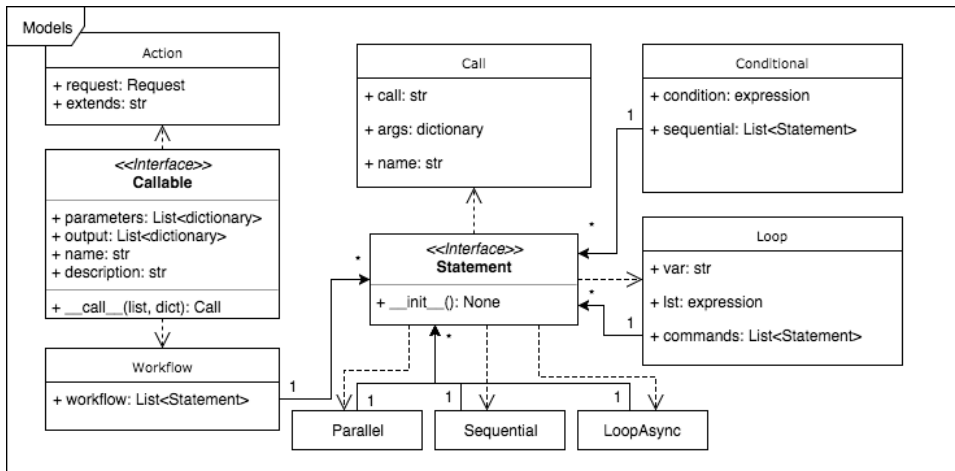 Models
Action
+ request: Request
+ extends: str
<<Interface>>
Callable
+ parameters: List<dictionary>
+ output: List<dictionary>
+ name: str
+ description: str
+ __call__(list, dict): Call
Workflow
+ workflow: List<Statement>
1
*
Call
+ call: str
+ args: dictionary
+ name: str
<<Interface>>
Statement
+ __init__(): None
*
Conditional
+ condition: expression
+ sequential: List<Statement>
1
*
Loop
+ var: str
+ lst: expression
+ commands: List<Statement>
*
1
1
1
1
Parallel
Sequential
LoopAsync